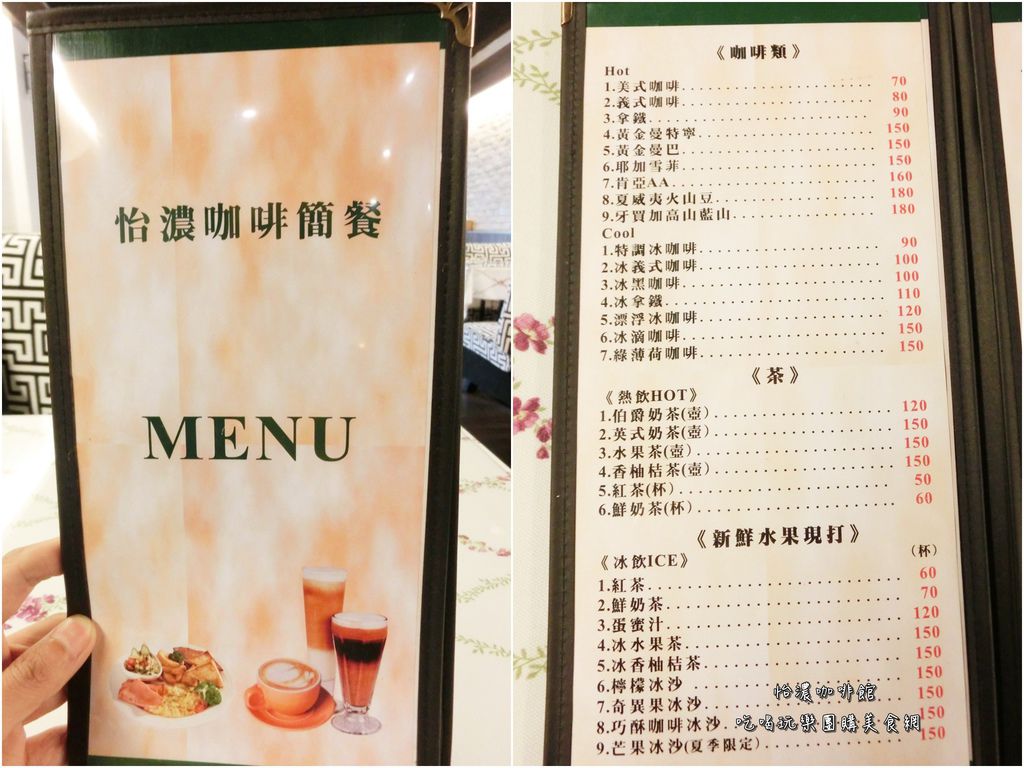 怡濃咖啡簡餐
MENU
《咖啡類》
Hot
1.美式咖啡 70
2.義式咖啡 80
3.拿鐵 90
4.黃金曼特寧 150
5.黃金曼巴 150
6.耶加雪菲 150
7.肯亞AA 160
8.夏威夷火山豆 180
9.牙買加高山藍山 180
Cool
1.特調冰咖啡 90
2.冰義式咖啡 100
3.冰黑咖啡 100
4.冰拿鐵 110
5.漂浮冰咖啡 120
6.冰滴咖啡 150
7.綠薄荷咖啡 150
《茶》
《熱飲HOT》
1.伯爵奶茶(壺) 120
2.英式奶茶(壺) 150
3.水果茶(壺) 150
4.香柚桔茶(壺) 150
5.紅茶(杯) 50
6.鮮奶茶(杯) 60
《新鮮水果現打》
《冰飲ICE》 (杯)
1.紅茶 60
2.鮮奶茶 70
3.蛋蜜汁 120
4.冰水果茶 150
5.冰香柚桔茶 150
6.檸檬冰沙 150
7.奇異果冰沙 150
8.巧酥咖啡冰沙 150
9.芒果冰沙(夏季限定) 150
怡濃咖啡館
吃喝玩樂團購美食網